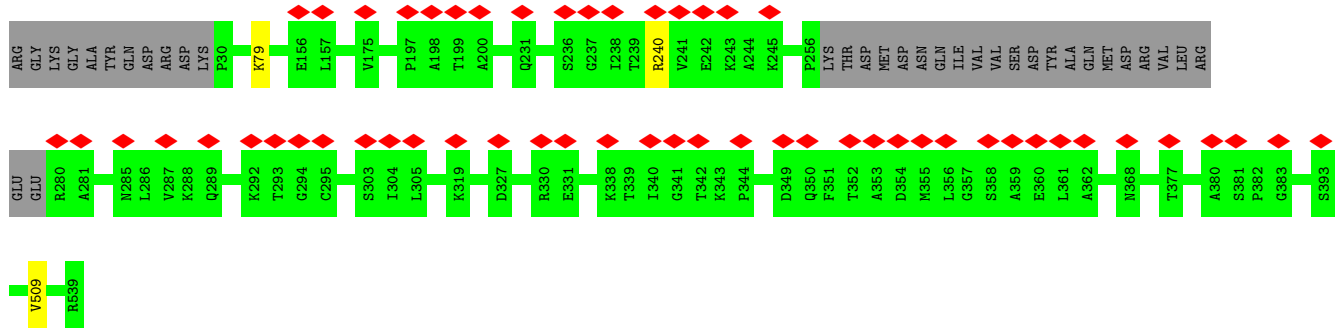 ARG GLY LYS GLY ALA TYR GLN ASP ARG ASP LYS P30 K79 E156 L157 V175 P197 A198 T199 A200 Q231 S236 G237 I238 T239 R240 V241 E242 K243 A244 K245 P256 LYS THR ASP MET ASP ASP ASN GLN ILE VAL VAL SER ASP TYR ALA GLN MET ASP ARG VAL LEU ARG
GLU GLU R280 A281 N285 L286 V287 K288 Q289 K292 T293 G294 C295 S303 I304 L305 K319 D327 R330 E331 K338 T339 I340 G341 T342 K343 P344 D349 Q350 F351 T352 A353 D354 M355 L356 G357 S358 A359 E360 L361 A362 N368 T377 A380 S381 P382 G383 S393
V509 R539